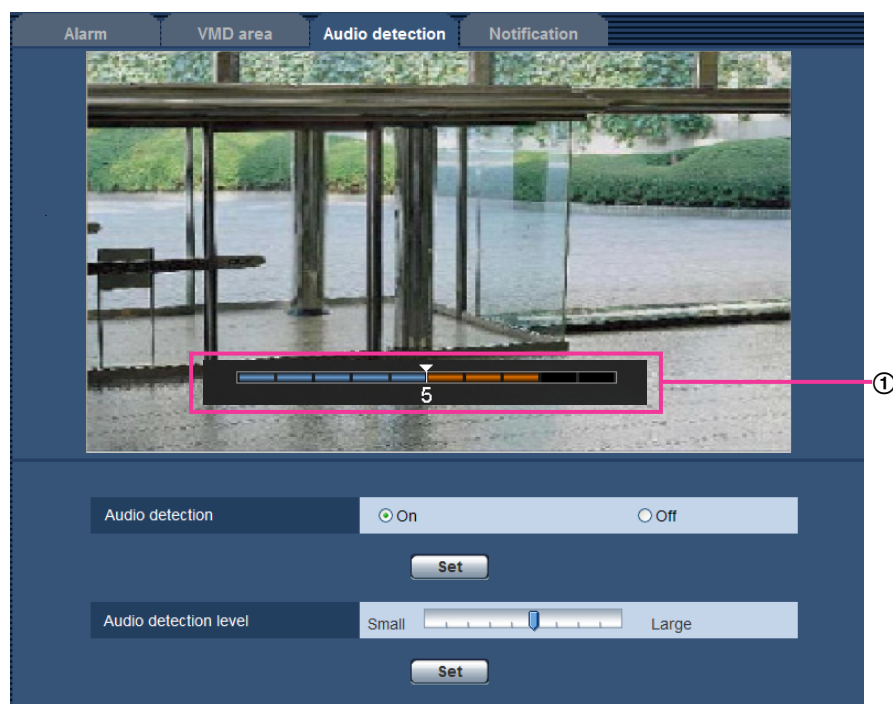 Alarm VMD area Audio detection Notification
5
①
Audio detection On Off
Set
Audio detection level Small Large
Set